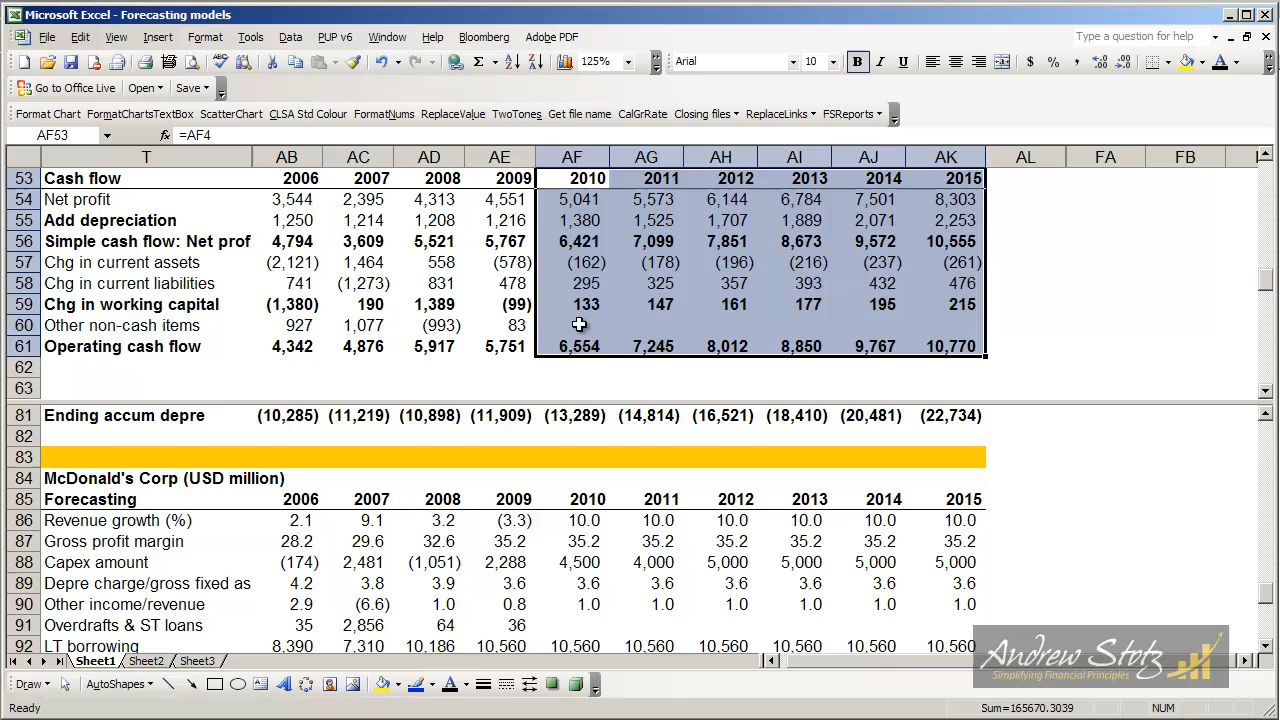 Microsoft Excel - Forecasting models
File Edit View Insert Format Tools Data PUP v6 Window Help Bloomberg Adobe PDF Type a question for help
125% Arial 10 B I U $ % ,
Go to Office Live Open Save
Format Chart FormatChartsTextBox ScatterChart CLSA Std Colour FormatNums ReplaceValue TwoTones Get file name CalGrRate Closing files ReplaceLinks FSReports
AF53 fx =AF4
T AB AC AD AE AF AG AH AI AJ AK AL FA FB
53 Cash flow 2006 2007 2008 2009 2010 2011 2012 2013 2014 2015
54 Net profit 3,544 2,395 4,313 4,551 5,041 5,573 6,144 6,784 7,501 8,303
55 Add depreciation 1,250 1,214 1,208 1,216 1,380 1,525 1,707 1,889 2,071 2,253
56 Simple cash flow: Net prof 4,794 3,609 5,521 5,767 6,421 7,099 7,851 8,673 9,572 10,555
57 Chg in current assets (2,121) 1,464 558 (578) (162) (178) (196) (216) (237) (261)
58 Chg in current liabilities 741 (1,273) 831 478 295 325 357 393 432 476
59 Chg in working capital (1,380) 190 1,389 (99) 133 147 161 177 195 215
60 Other non-cash items 927 1,077 (993) 83
61 Operating cash flow 4,342 4,876 5,917 5,751 6,554 7,245 8,012 8,850 9,767 10,770
62
63
81 Ending accum depre (10,285) (11,219) (10,898) (11,909) (13,289) (14,814) (16,521) (18,410) (20,481) (22,734)
82
83
84 McDonald's Corp (USD million)
85 Forecasting 2006 2007 2008 2009 2010 2011 2012 2013 2014 2015
86 Revenue growth (%) 2.1 9.1 3.2 (3.3) 10.0 10.0 10.0 10.0 10.0 10.0
87 Gross profit margin 28.2 29.6 32.6 35.2 35.2 35.2 35.2 35.2 35.2 35.2
88 Capex amount (174) 2,481 (1,051) 2,288 4,500 4,000 5,000 5,000 5,000 5,000
89 Depre charge/gross fixed as 4.2 3.8 3.9 3.6 3.6 3.6 3.6 3.6 3.6 3.6
90 Other income/revenue 2.9 (6.6) 1.0 0.8 1.0 1.0 1.0 1.0 1.0 1.0
91 Overdrafts & ST loans 35 2,856 64 36
92 LT borrowing 8,390 7,310 10,186 10,560 10,560 10,560 10,560 10,560 10,560 10,560
Andrew Stotz
Simplifying Financial Principles
Sheet1 Sheet2 Sheet3
Draw AutoShapes
Ready Sum=165670.3039 NUM